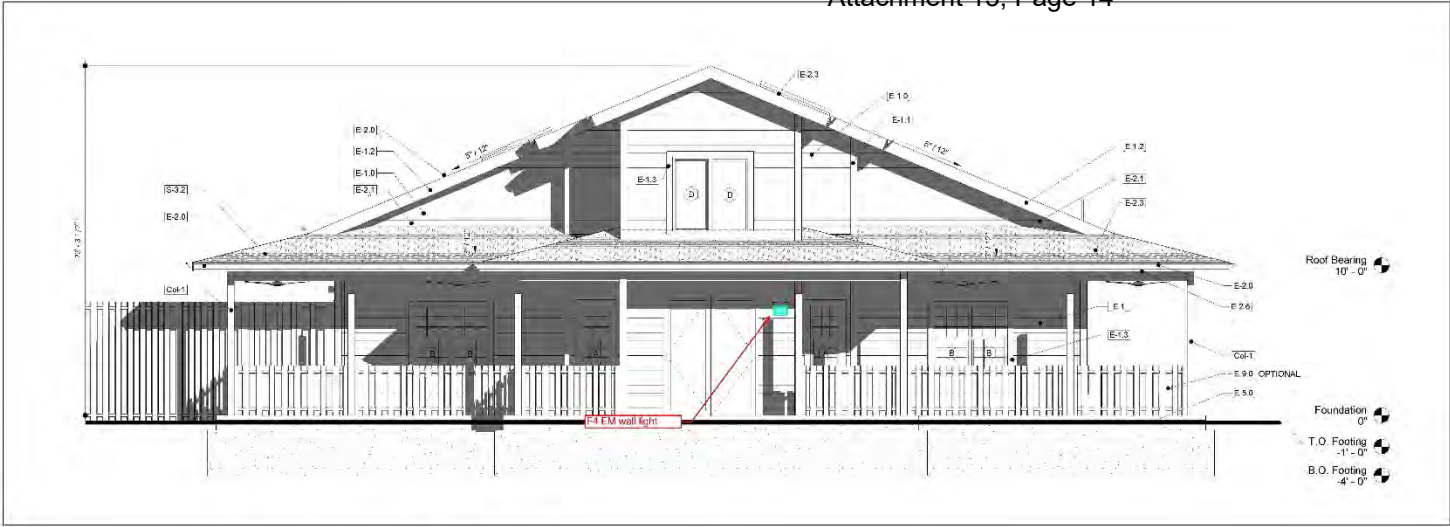 Attachment 15, Page 14
E-2.3
E 1.0
E-1.1
E-2.0
8" / 12"
8" / 12"
E-1.2
E 1.2
E-1.0
E-2.1
E-2.1
E-1.3
D
D
S-3.2
E-2.3
E-2.0
Roof Bearing
10' - 0"
E-2.0
Col-1
E 2.6
E 1
E-1.3
B
B
A
B
B
Col-1
E 9.0 OPTIONAL
E 5.0
F4 EM wall light
Foundation
0"
T.O. Footing
-1' - 0"
B.O. Footing
-4' - 0"